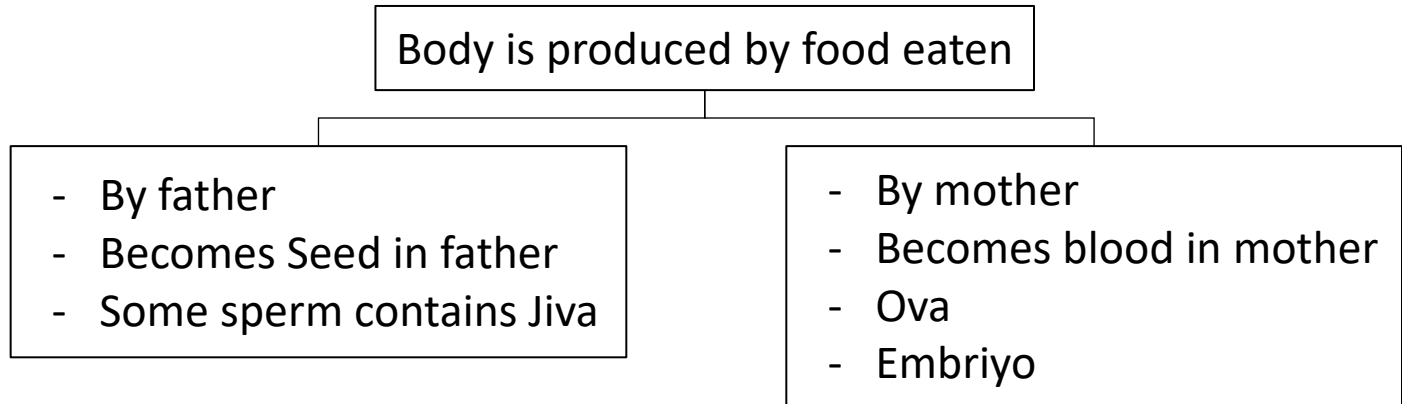 Body is produced by food eaten
- By father
- Becomes Seed in father
- Some sperm contains Jiva
- By mother
- Becomes blood in mother
- Ova
- Embriyo